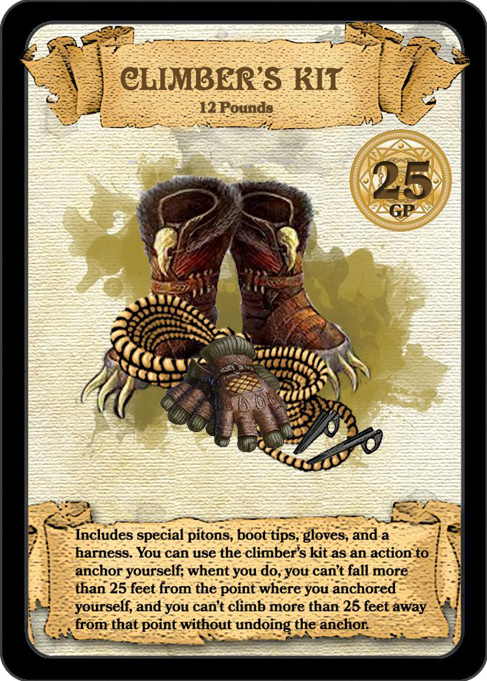 CLIMBER'S KIT
12 Pounds
25
GP
Includes special pitons, boot tips, gloves, and a
harness. You can use the climber's kit as an action to
anchor yourself; whent you do, you can't fall more
than 25 feet from the point where you anchored
yourself, and you can't climb more than 25 feet away
from that point without undoing the anchor.